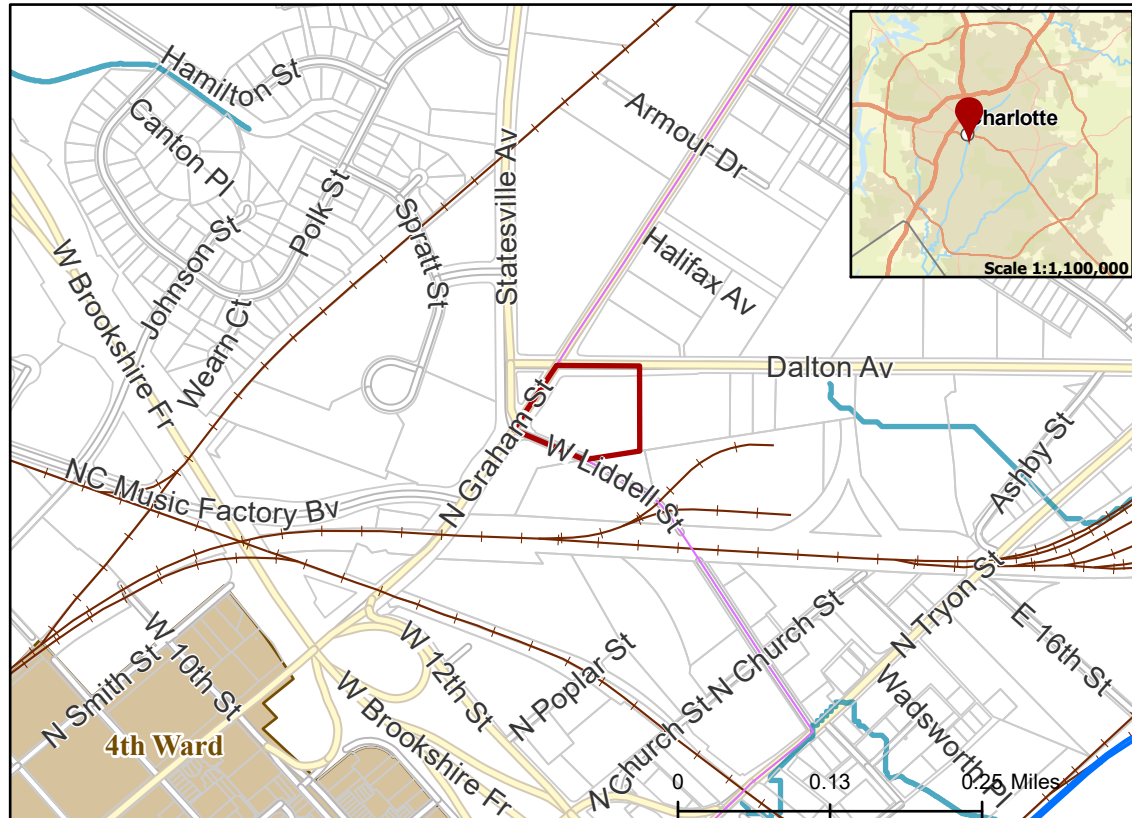 Hamilton St
Canton Pl
Armour Dr
Charlotte
Scale 1:1,100,000
Polk St
Spratt St
Statesville Av
Johnson St
Halifax Av
W Brookshire Fr
Wearn Ct
Dalton Av
N Graham St
W Liddell St
Ashby St
NC Music Factory Bv
N Tryon St
E 16th St
W 10th St
N Smith St
W 12th St
N Poplar St
N Church St
N Church St
Wadsworth Pl
4th Ward
W Brookshire Fr
0 0.13 0.25 Miles